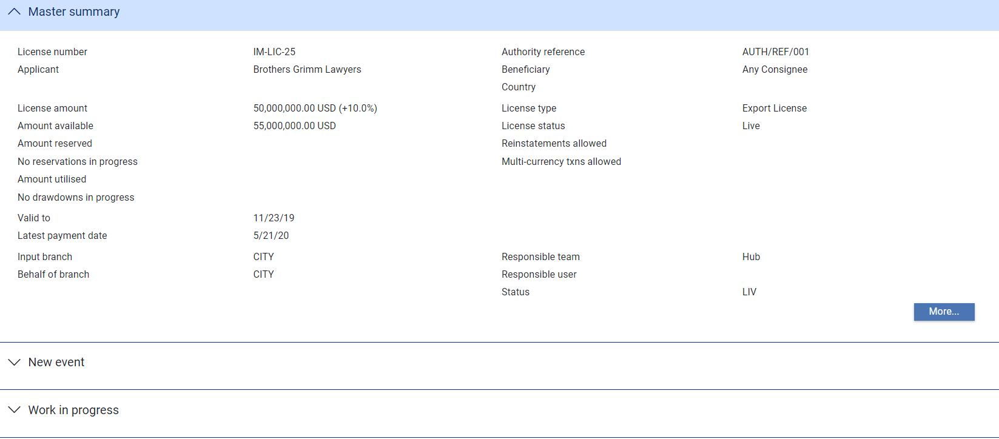 Master summary
License number IM-LIC-25 Authority reference AUTH/REF/001
Applicant Brothers Grimm Lawyers Beneficiary Any Consignee
Country
License amount 50,000,000.00 USD (+10.0%) License type Export License
Amount available 55,000,000.00 USD License status Live
Amount reserved Reinstatements allowed
No reservations in progress Multi-currency txns allowed
Amount utilised
No drawdowns in progress
Valid to 11/23/19
Latest payment date 5/21/20
Input branch CITY Responsible team Hub
Behalf of branch CITY Responsible user
Status LIV
More...
New event
Work in progress